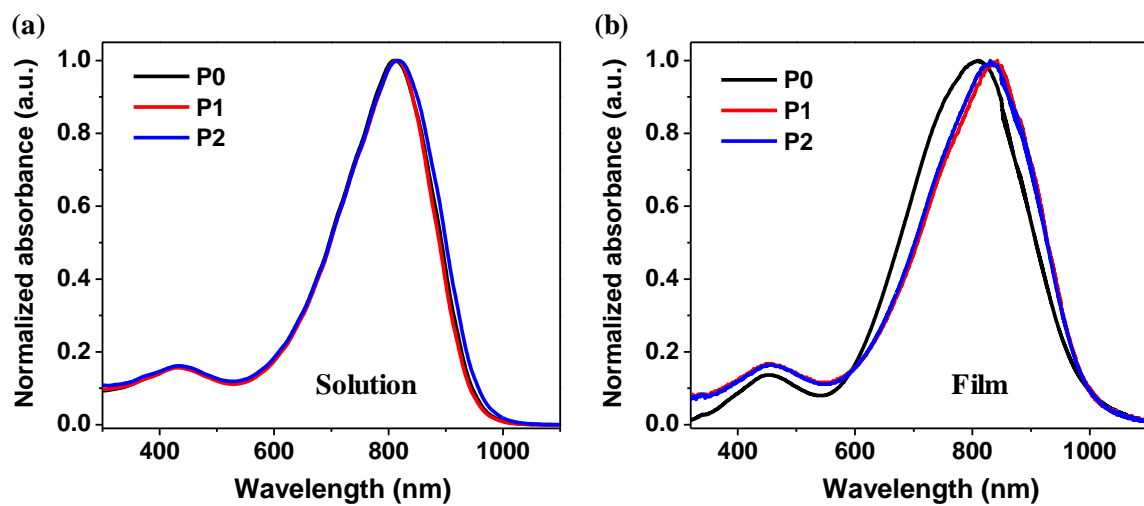 (a)
Normalized absorbance (a.u.)
1.0
0.8
0.6
0.4
0.2
0.0
P0
P1
P2
Solution
400 600 800 1000
Wavelength (nm)
(b)
Normalized absorbance (a.u.)
1.0
0.8
0.6
0.4
0.2
0.0
P0
P1
P2
Film
400 600 800 1000
Wavelength (nm)